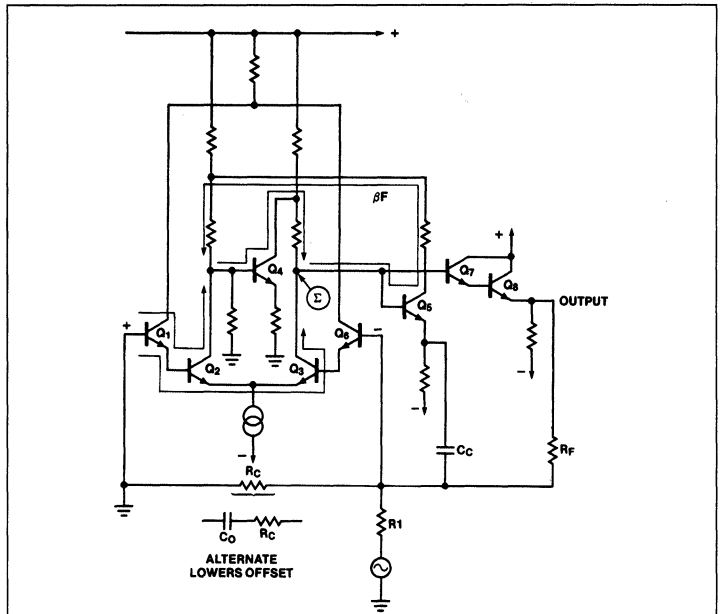 +
βF
+
Q4
Q7
Q8
Σ
Q5
OUTPUT
+
Q1
Q6
−
Q2
Q3
−
−
−
RC
CC
RF
CO
RC
R1
ALTERNATE
LOWERS OFFSET